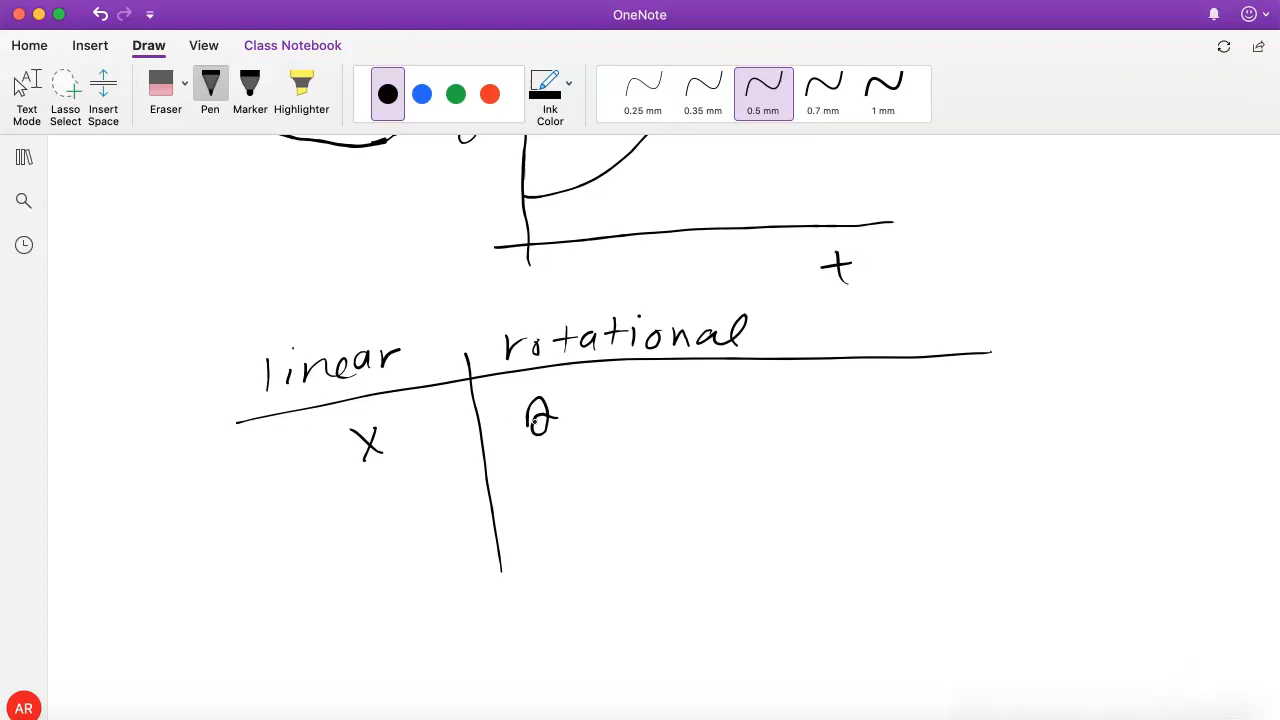 OneNote
Home Insert Draw View Class Notebook
Text Mode
Lasso Select
Insert Space
Eraser
Pen
Marker
Highlighter
Ink Color
0.25 mm
0.35 mm
0.5 mm
0.7 mm
1 mm
t
linear rotational
x θ
AR